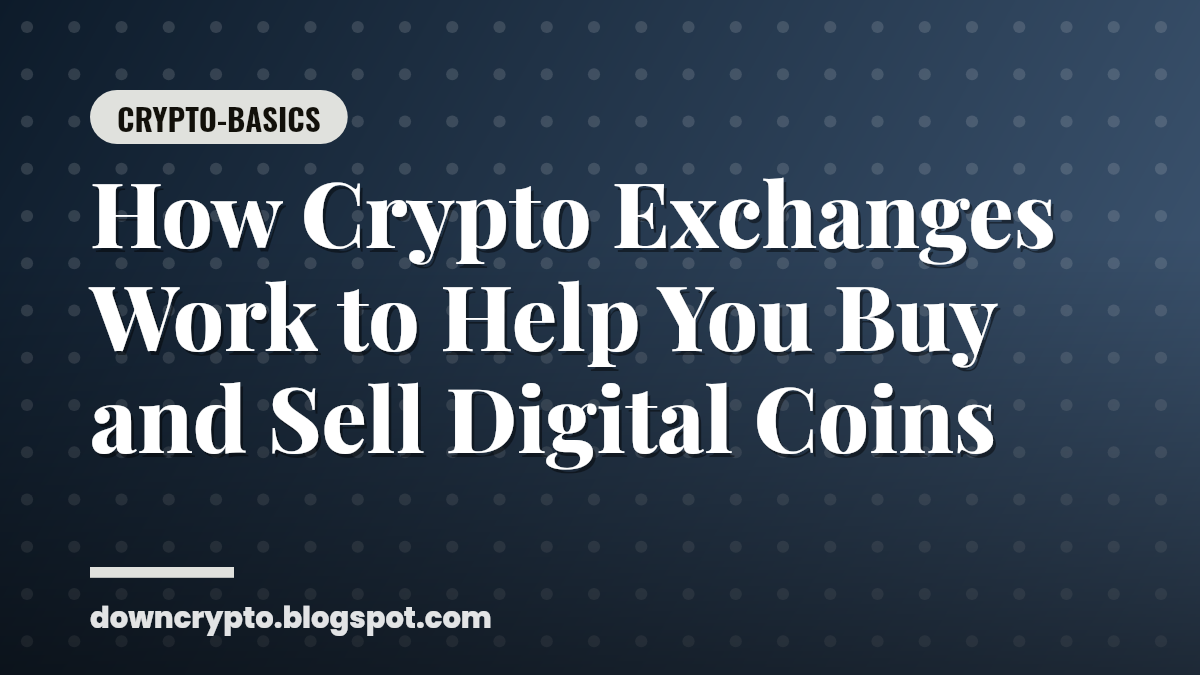 CRYPTO-BASICS
How Crypto Exchanges
Work to Help You Buy
and Sell Digital Coins
downcrypto.blogspot.com